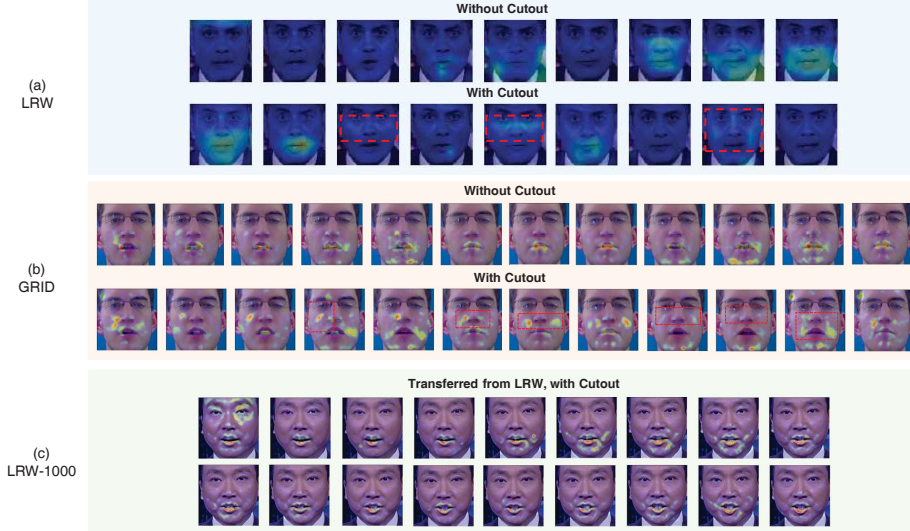 Without Cutout
(a)
LRW
With Cutout
Without Cutout
(b)
GRID
With Cutout
Transferred from LRW, with Cutout
(c)
LRW-1000